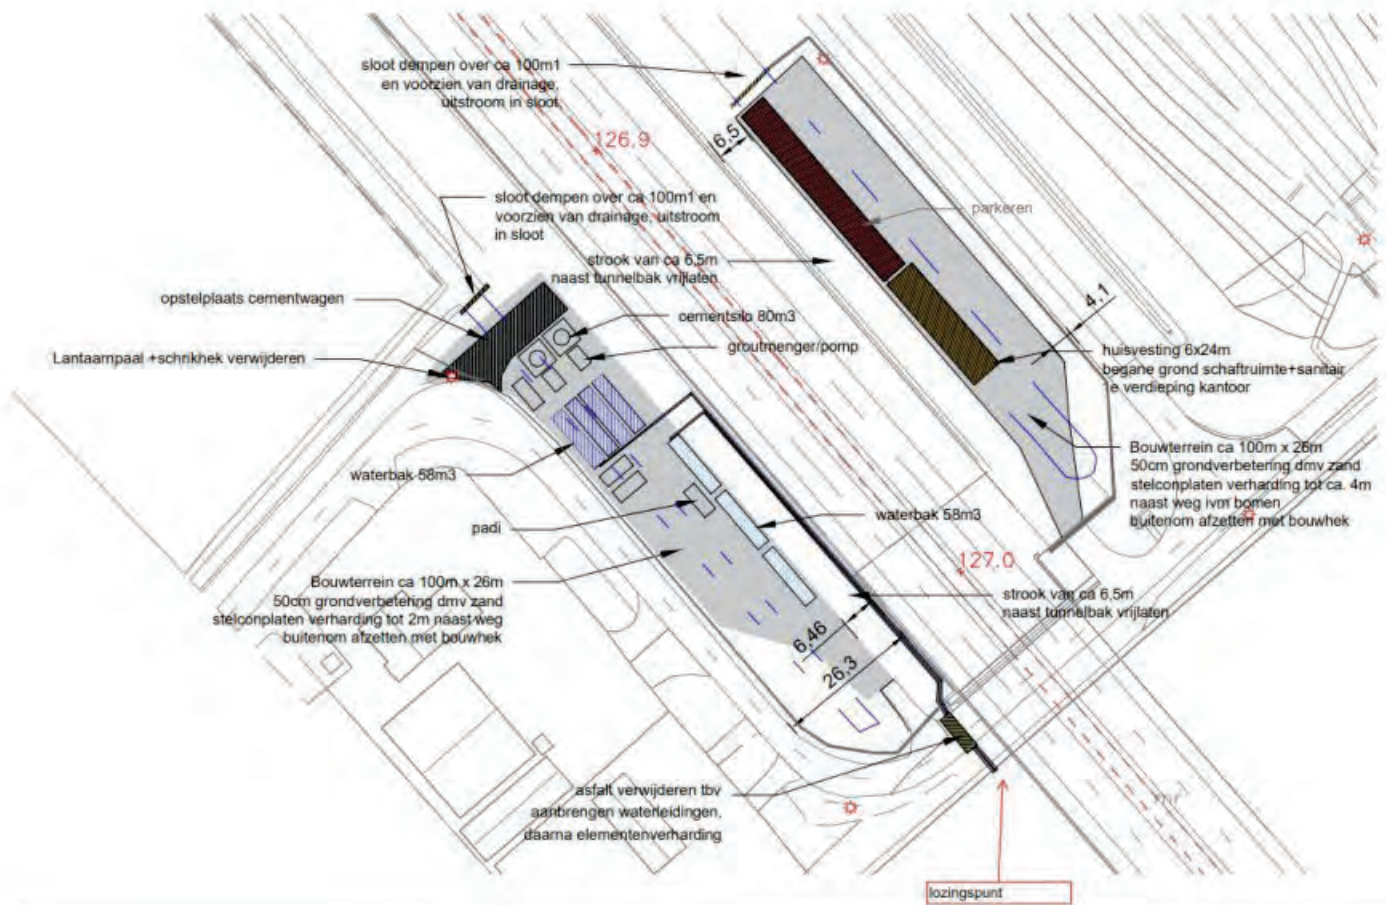 sloot dempen over ca 100m1
en voorzien van drainage,
uitstroom in sloot
126,9
6,5
sloot dempen over ca 100m1 en
voorzien van drainage, uitstroom
in sloot
parkeren
strook van ca 6,5m
naast tunnelbak vrijlaten
opstelplaats cementwagen
cementsilo 80m3
4,1
groutmenger/pomp
Lantaarnpaal +schrikhek verwijderen
huisvesting 6x24m
begane grond schaftruimte+sanitair
e verdieping kantoor
Bouwterrein ca 100m x 26m
50cm grondverbetering dmv zand
stelconplaten verharding tot ca. 4m
naast weg ivm bomen
buitenom afzetten met bouwhek
waterbak 58m3
waterbak 58m3
padi
127.0
Bouwterrein ca 100m x 26m
50cm grondverbetering dmv zand
stelconplaten verharding tot 2m naast weg
buitenom afzetten met bouwhek
strook van ca 6,5m
naast tunnelbak vrijlaten
6,46
26,3
asfalt verwijderen tbv
aanbrengen waterleidingen,
daarna elementenverharding
lozingspunt